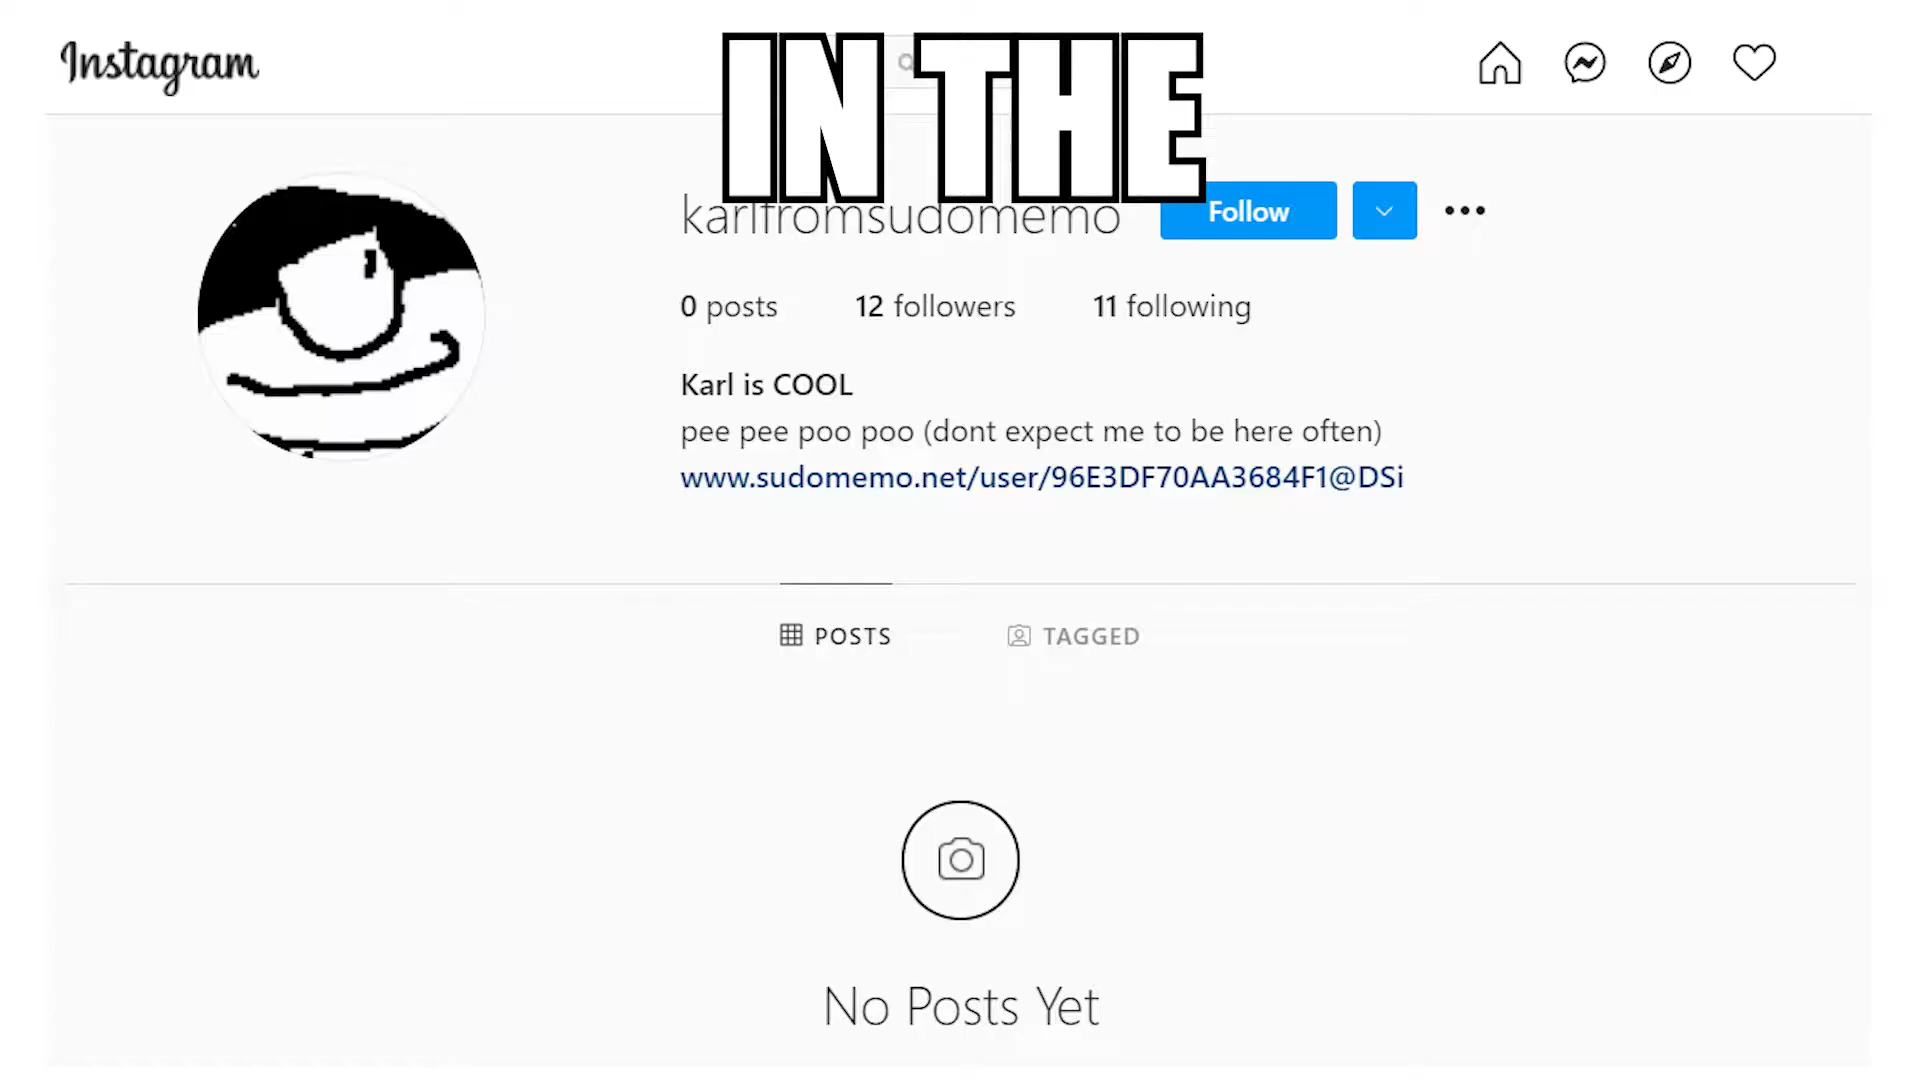 Instagram
IN THE
karlfromsudomemo Follow
0 posts 12 followers 11 following
Karl is COOL
pee pee poo poo (dont expect me to be here often)
www.sudomemo.net/user/96E3DF70AA3684F1@DSi
POSTS TAGGED
No Posts Yet